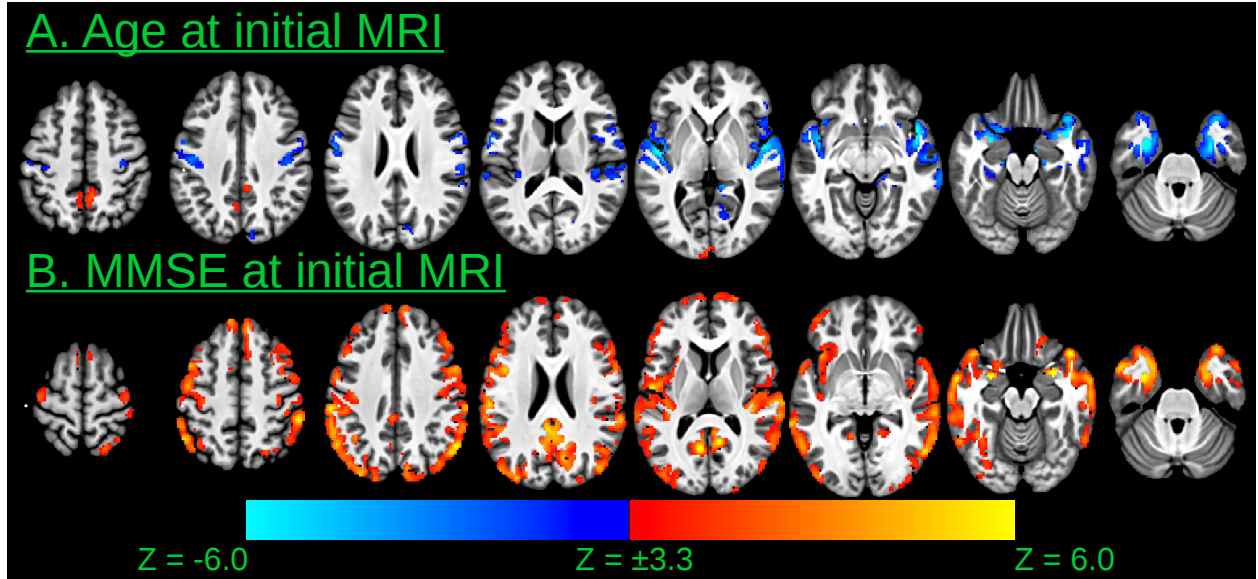 A. Age at initial MRI
B. MMSE at initial MRI
Z = -6.0 Z = ±3.3 Z = 6.0